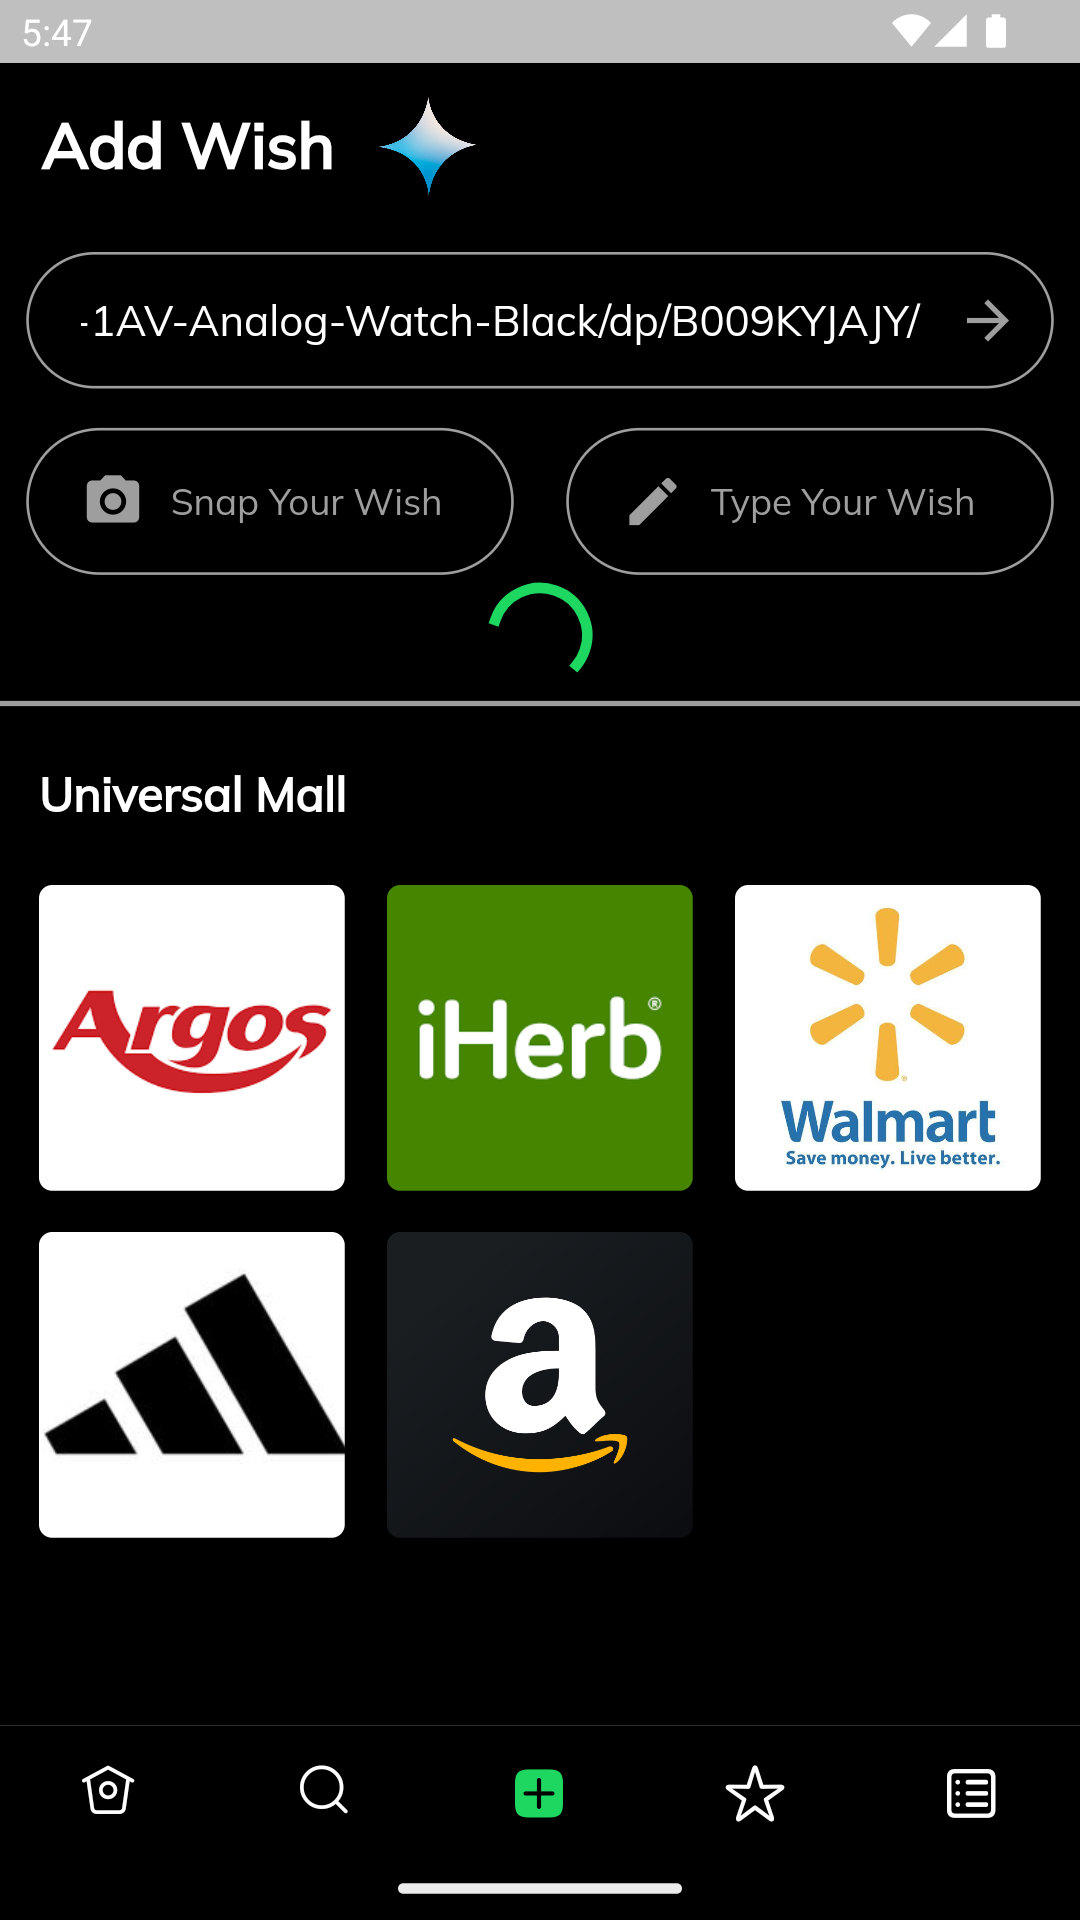 5:47
Add Wish
-1AV-Analog-Watch-Black/dp/B009KYJAJY/
Snap Your Wish
Type Your Wish
Universal Mall
Argos
iHerb®
Walmart
Save money. Live better.
a